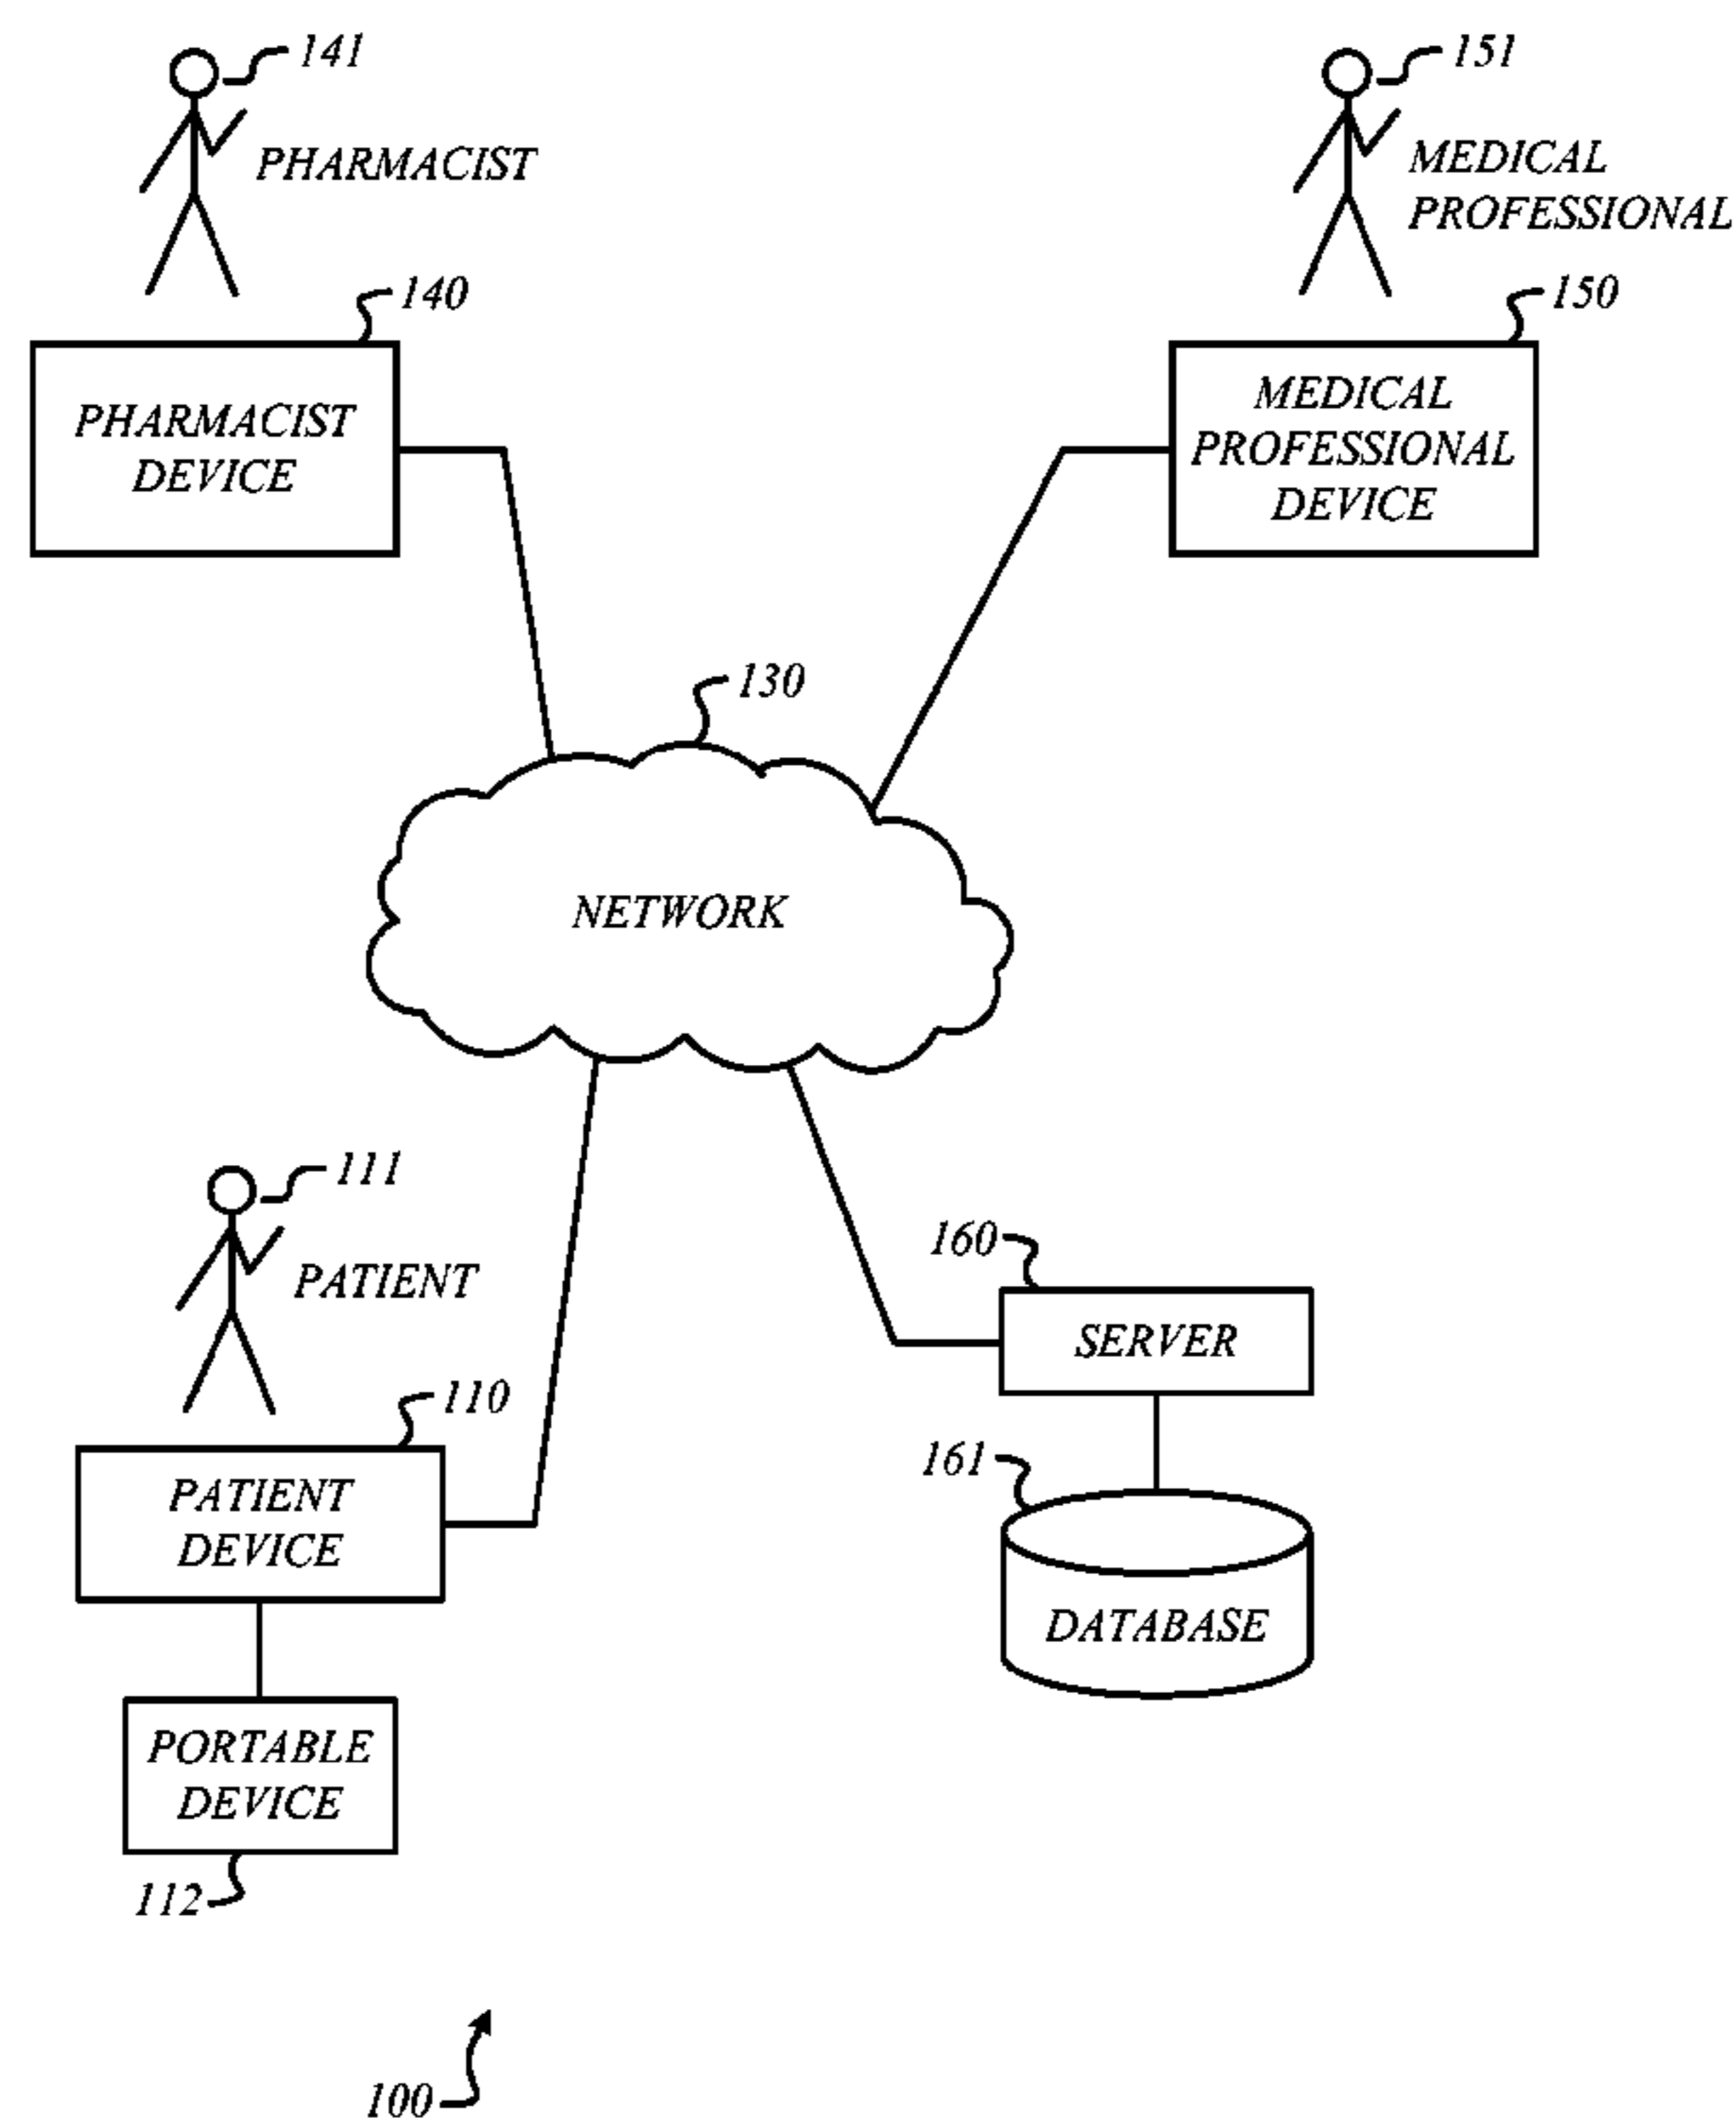 141
PHARMACIST
151
MEDICAL
PROFESSIONAL
140
PHARMACIST
DEVICE
150
MEDICAL
PROFESSIONAL
DEVICE
130
NETWORK
111
PATIENT
110
PATIENT
DEVICE
160
SERVER
161
DATABASE
PORTABLE
DEVICE
112
100